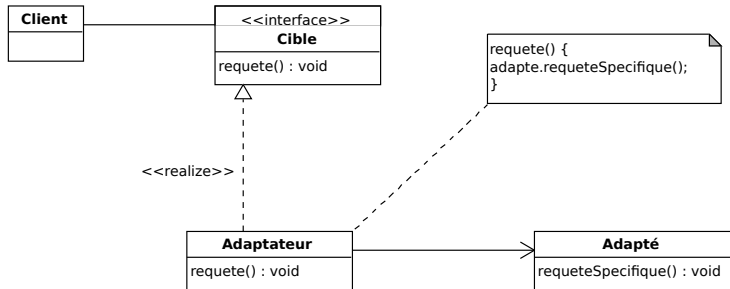 Client
<<interface>>
Cible
requete() : void
requete() {
adapte.requeteSpecifique();
}
<<realize>>
Adaptateur
requete() : void
Adapté
requeteSpecifique() : void